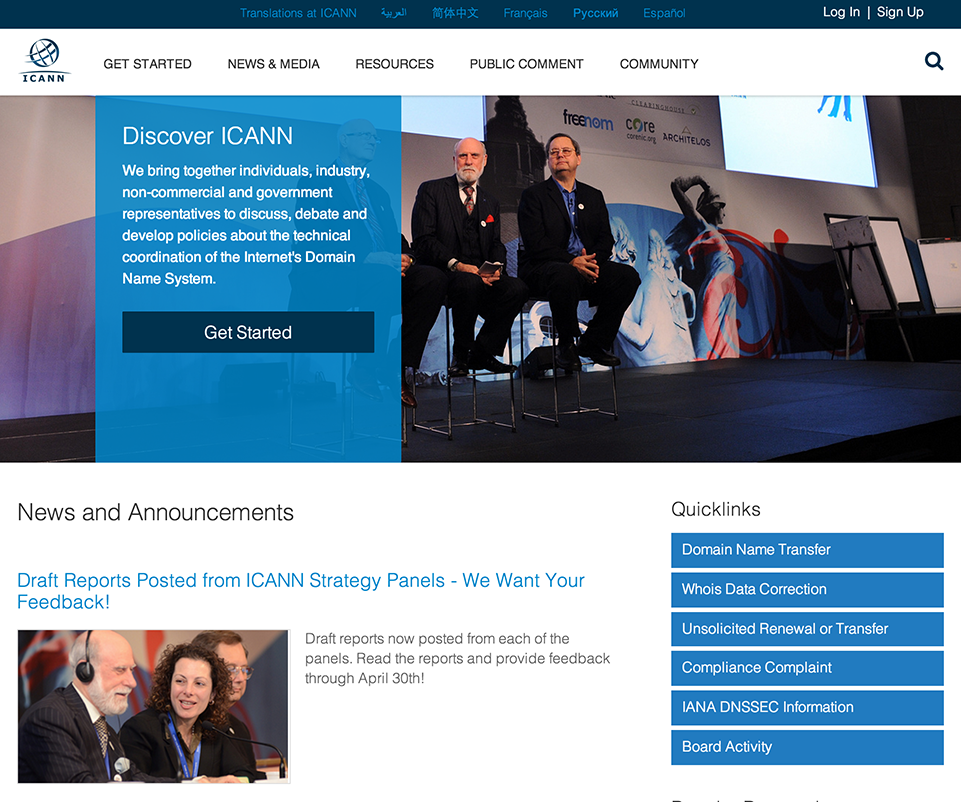 Translations at ICANN العربية 简体中文 Français Русский Español
Log In | Sign Up
ICANN
GET STARTED NEWS & MEDIA RESOURCES PUBLIC COMMENT COMMUNITY
CLEARINGHOUSE
freenom
core
corenic.org
ARCHITELOS
Discover ICANN
We bring together individuals, industry,
non-commercial and government
representatives to discuss, debate and
develop policies about the technical
coordination of the Internet's Domain
Name System.
Get Started
News and Announcements
Draft Reports Posted from ICANN Strategy Panels - We Want Your
Feedback!
Draft reports now posted from each of the
panels. Read the reports and provide feedback
through April 30th!
Quicklinks
Domain Name Transfer
Whois Data Correction
Unsolicited Renewal or Transfer
Compliance Complaint
IANA DNSSEC Information
Board Activity